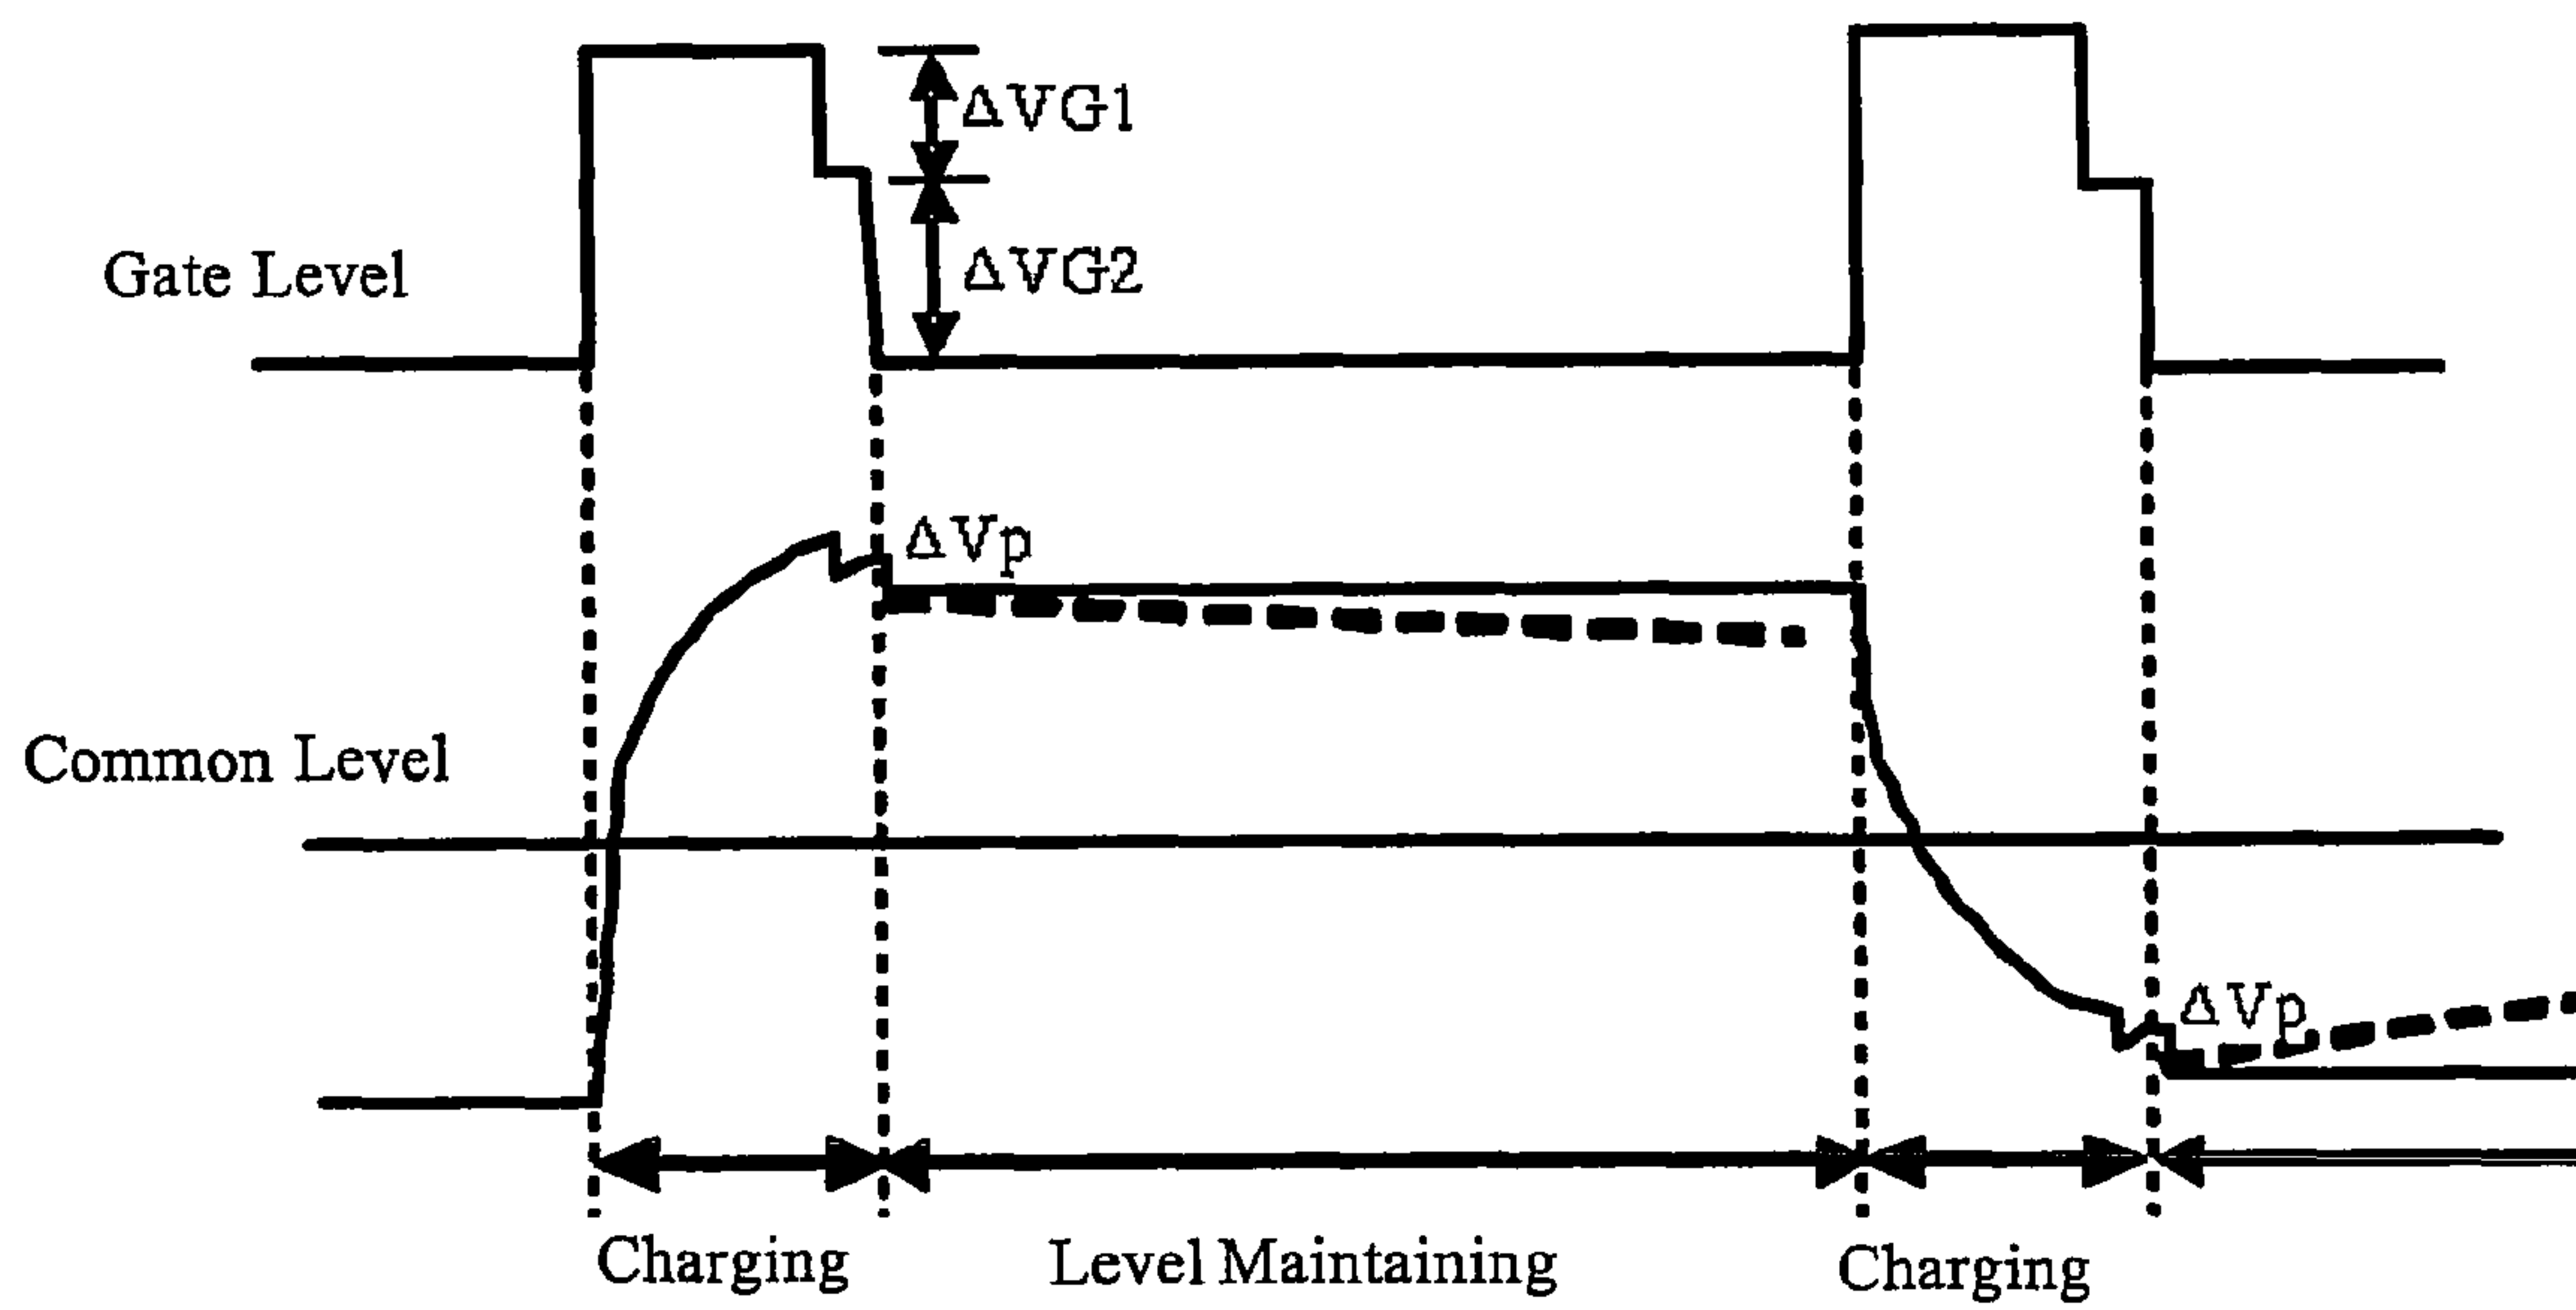 ΔVG1
Gate Level
ΔVG2
ΔVp
Common Level
ΔVp
Charging
Level Maintaining
Charging